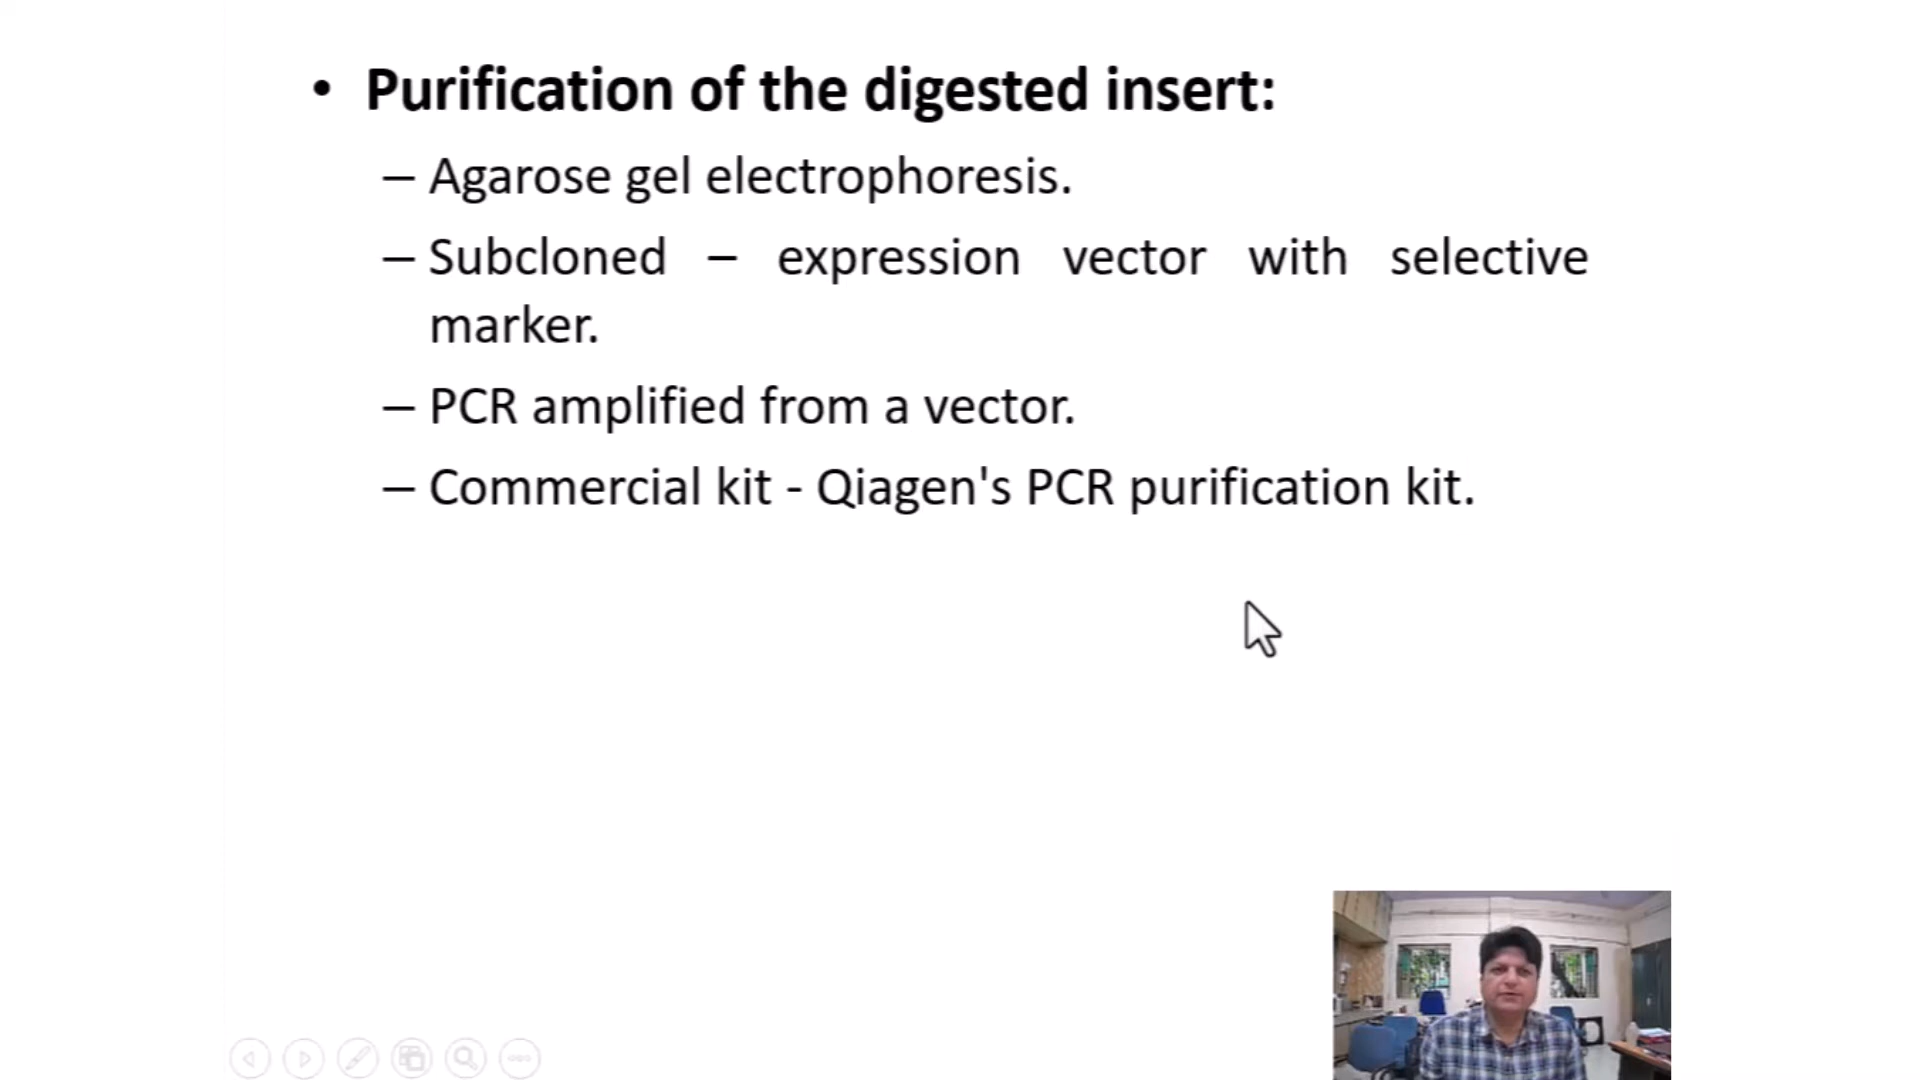 • Purification of the digested insert:
– Agarose gel electrophoresis.
– Subcloned – expression vector with selective
marker.
– PCR amplified from a vector.
– Commercial kit - Qiagen's PCR purification kit.